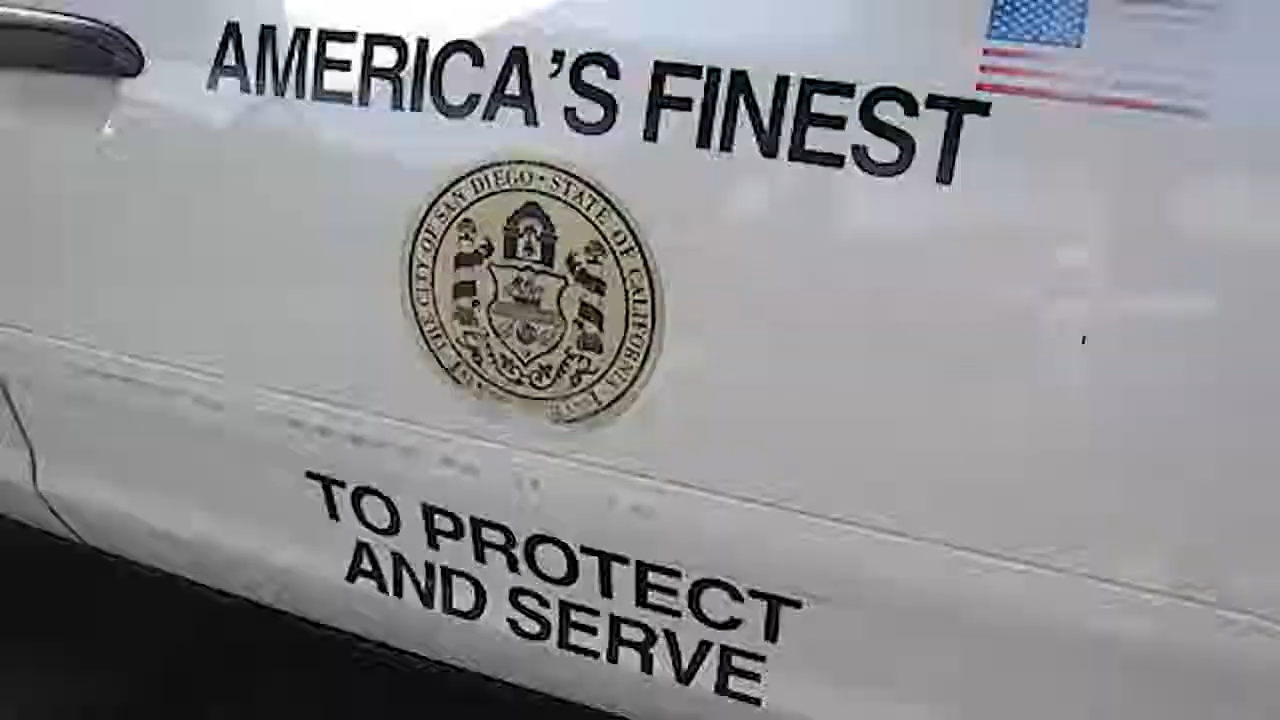 AMERICA'S FINEST
THE CITY OF SAN DIEGO • STATE OF CALIFORNIA
TO PROTECT
AND SERVE